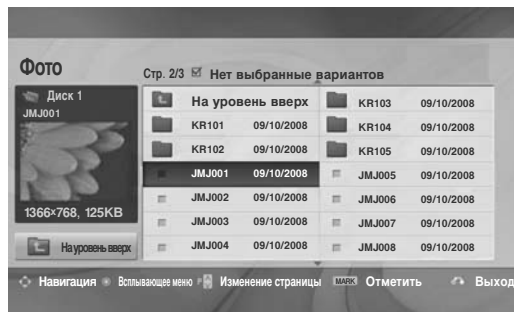 Фото
Стр. 2/3 Нет выбранные вариантов
Диск 1
JMJ001
1366×768, 125KB
На уровень вверх
На уровень вверх
KR101 09/10/2008
KR102 09/10/2008
JMJ001 09/10/2008
JMJ002 09/10/2008
JMJ003 09/10/2008
JMJ004 09/10/2008
KR103 09/10/2008
KR104 09/10/2008
KR105 09/10/2008
JMJ005 09/10/2008
JMJ006 09/10/2008
JMJ007 09/10/2008
JMJ008 09/10/2008
Навигация Всплывающее меню P Изменение страницы MARK Отметить Выход